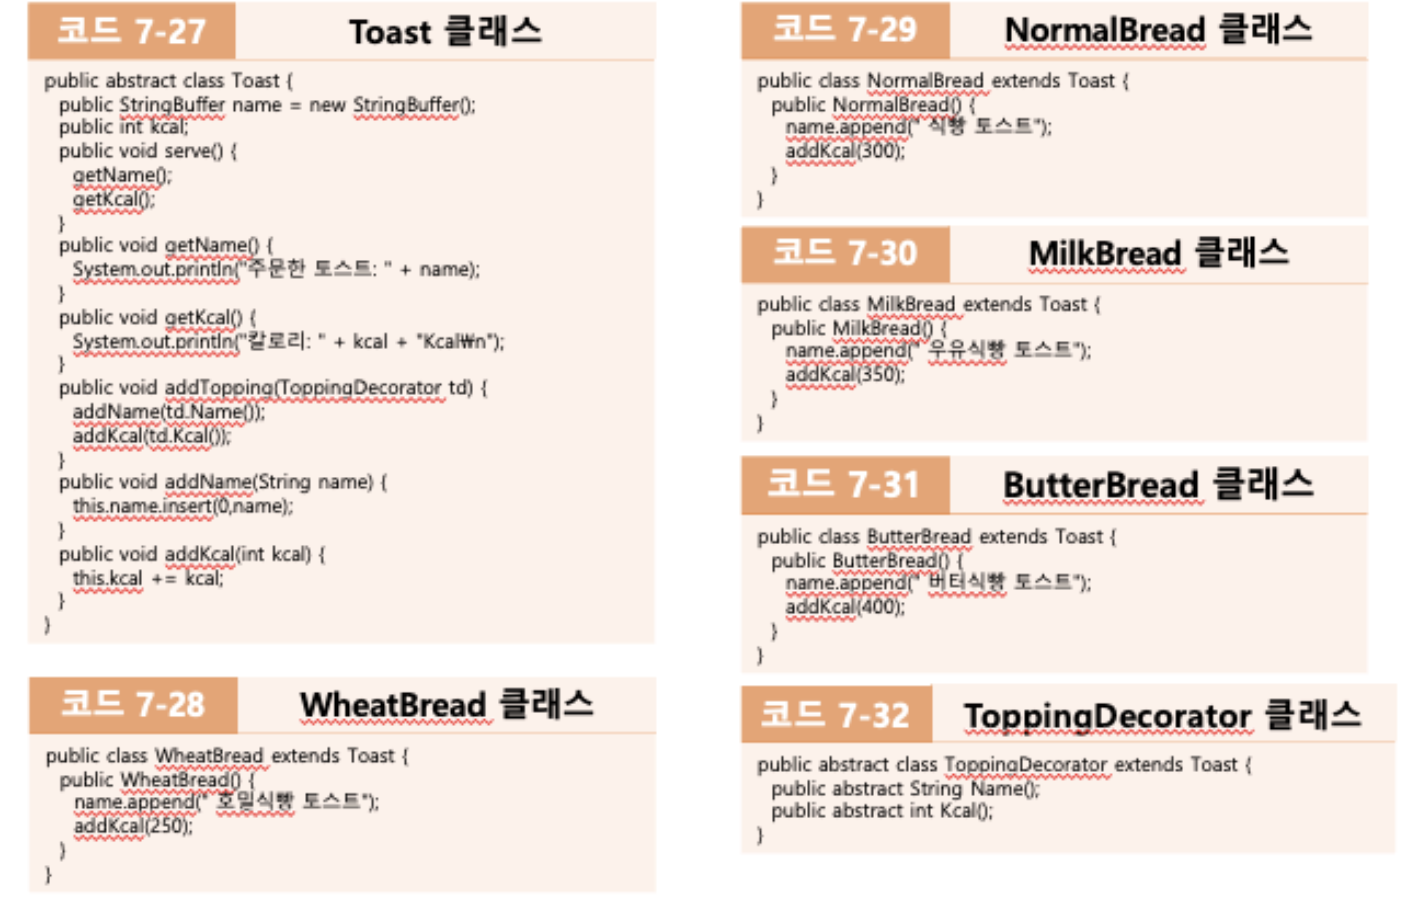 코드 7-27 Toast 클래스
public abstract class Toast {
public StringBuffer name = new StringBuffer();
public int kcal;
public void serve() {
getName();
getKcal();
}
public void getName() {
System.out.println("주문한 토스트: " + name);
}
public void getKcal() {
System.out.println("칼로리: " + kcal + "Kcal₩n");
}
public void addTopping(ToppingDecorator td) {
addName(td.Name());
addKcal(td.Kcal());
}
public void addName(String name) {
this.name.insert(0,name);
}
public void addKcal(int kcal) {
this.kcal += kcal;
}
}
코드 7-28 WheatBread 클래스
public class WheatBread extends Toast {
public WheatBread() {
name.append(" 호밀식빵 토스트");
addKcal(250);
}
}
코드 7-29 NormalBread 클래스
public class NormalBread extends Toast {
public NormalBread() {
name.append(" 식빵 토스트");
addKcal(300);
}
}
코드 7-30 MilkBread 클래스
public class MilkBread extends Toast {
public MilkBread() {
name.append(" 우유식빵 토스트");
addKcal(350);
}
}
코드 7-31 ButterBread 클래스
public class ButterBread extends Toast {
public ButterBread() {
name.append(" 버터식빵 토스트");
addKcal(400);
}
}
코드 7-32 ToppingDecorator 클래스
public abstract class ToppingDecorator extends Toast {
public abstract String Name();
public abstract int Kcal();
}